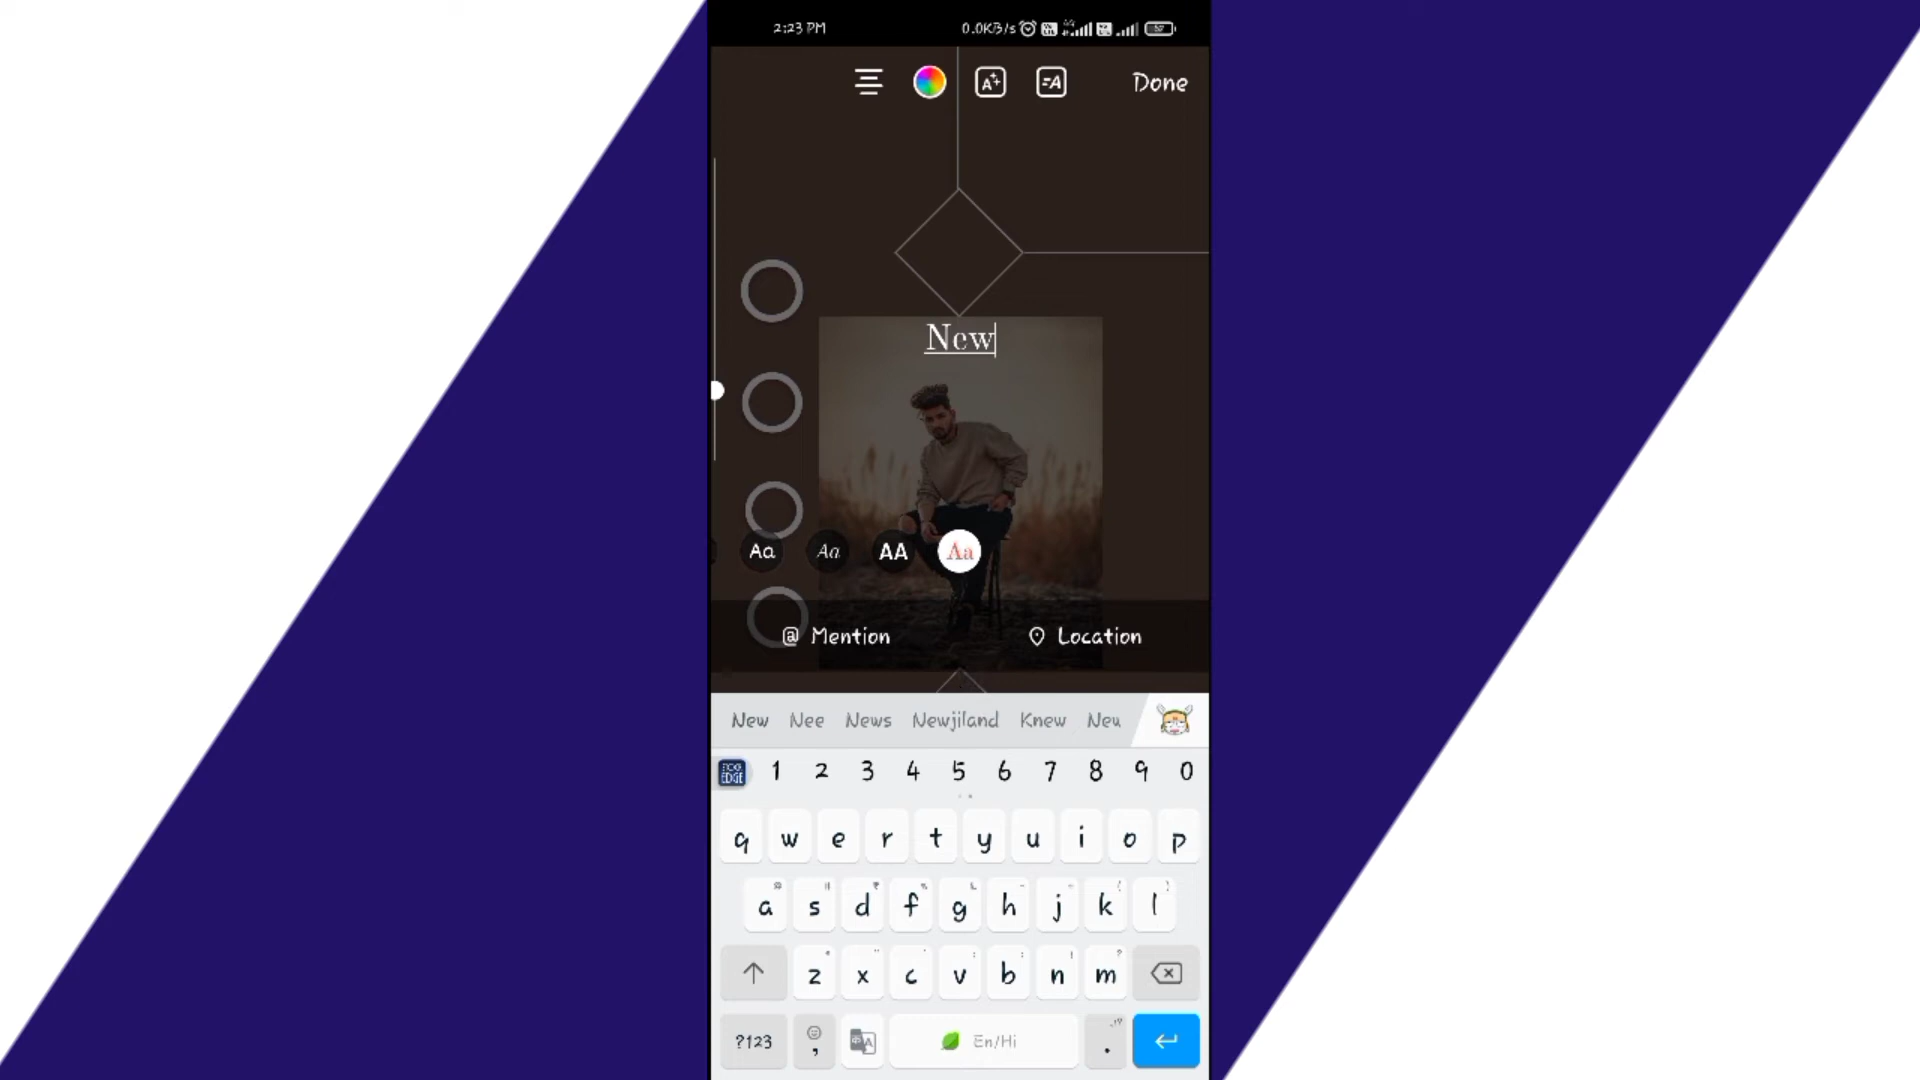 2:23 PM 0.0KB/s
Done
New
Aa Aa AA Aa
@ Mention Location
New Nee News Newjiland Knew Neu
1 2 3 4 5 6 7 8 9 0
q w e r t y u i o p
a s d f g h j k l
z x c v b n m
?123 , En/Hi .